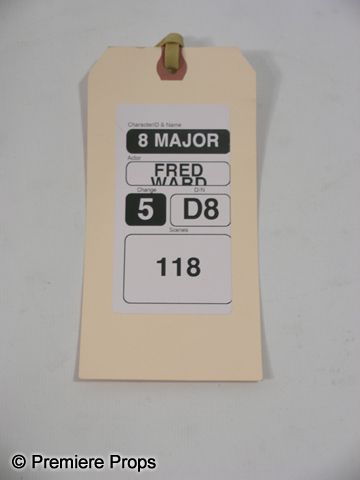 Character ID & Name
8 MAJOR
Actor
FRED
WARD
Change D/N
5 D8
Scenes
118
© Premiere Props